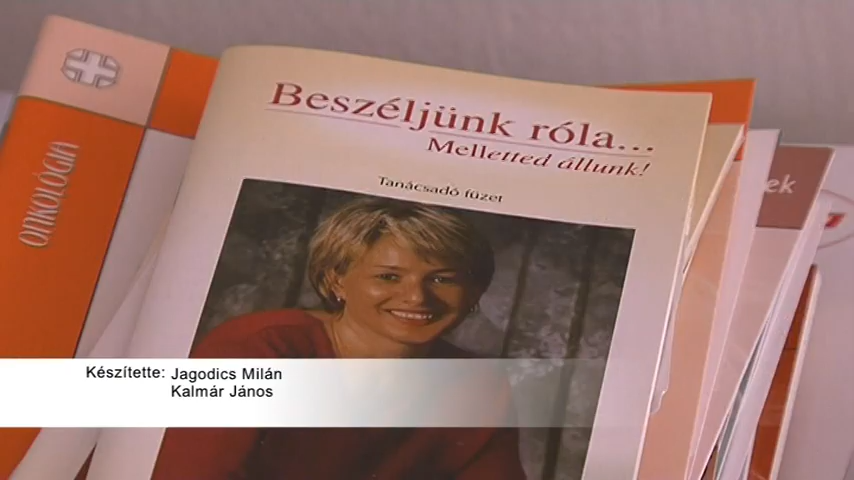 Beszéljünk róla...
Melletted állunk!
Tanácsadó füzet
ONKOLÓGIA
ek
Készítette: Jagodics Milán
Kalmár János